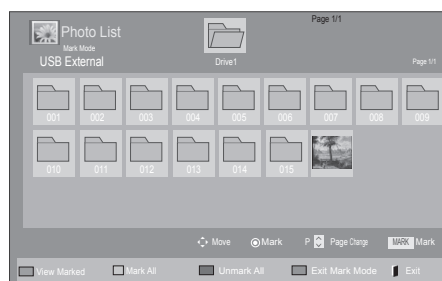 Photo List
Page 1/1
Mark Mode
USB External
Drive1
Page 1/1
001 002 003 004 005 006 007 008 009
010 011 012 013 014 015
Move Mark P Page Change MARK Mark
View Marked Mark All Unmark All Exit Mark Mode Exit